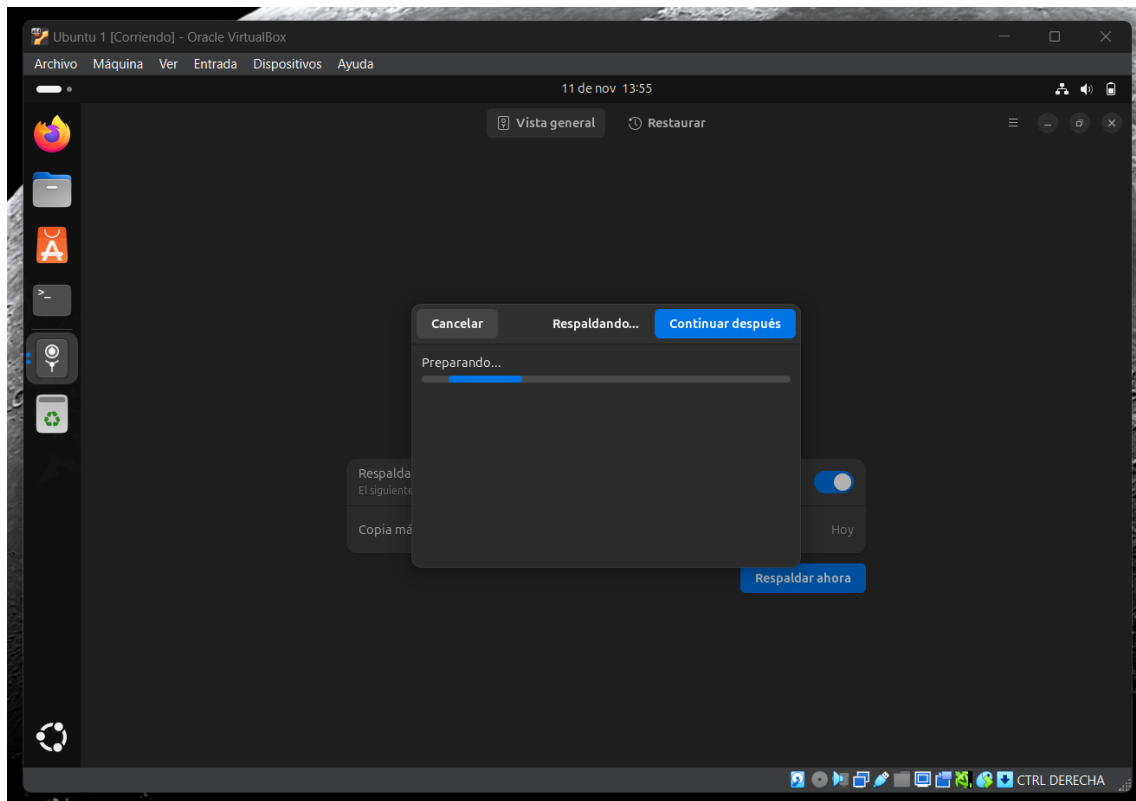 Ubuntu 1 [Corriendo] - Oracle VirtualBox
Archivo Máquina Ver Entrada Dispositivos Ayuda
11 de nov 13:55
Vista general Restaurar
Cancelar Respaldando... Continuar después
Preparando...
Respalda
El siguiente
Copia má Hoy
Respaldar ahora
CTRL DERECHA